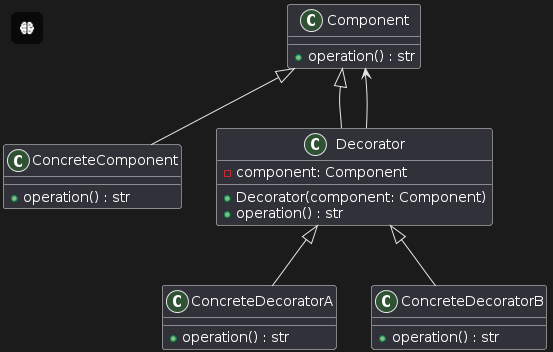 C Component
operation() : str
C ConcreteComponent
operation() : str
C Decorator
component: Component
Decorator(component: Component)
operation() : str
C ConcreteDecoratorA
operation() : str
C ConcreteDecoratorB
operation() : str